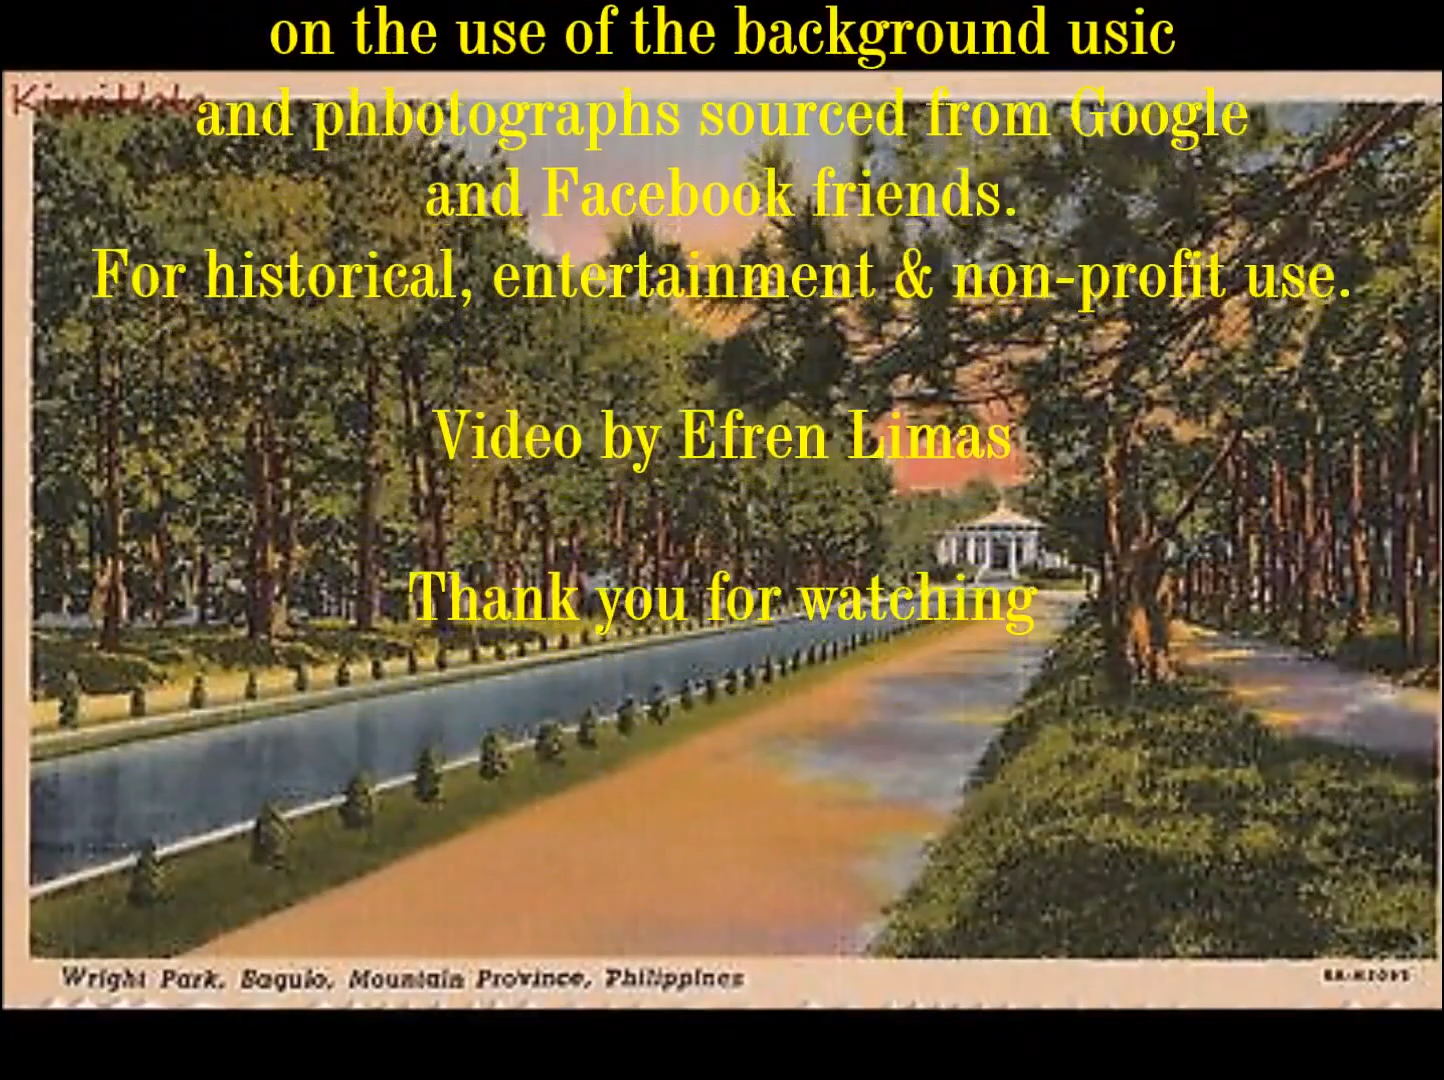 on the use of the background usic
and phbotographs sourced from Google
and Facebook friends.
For historical, entertainment & non-profit use.
Video by Efren Limas
Thank you for watching
Wright Park, Baguio, Mountain Province, Philippines